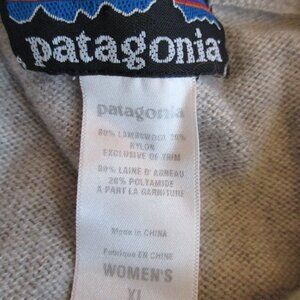 patagonia
patagonia
80% LAMBSWOOL 20%
NYLON
EXCLUSIVE OF TRIM
80% LAINE D'AGNEAU
20% POLYAMIDE
A PART LA GARNITURE
Made in CHINA
Fabriqué EN CHINE
WOMEN'S
XL